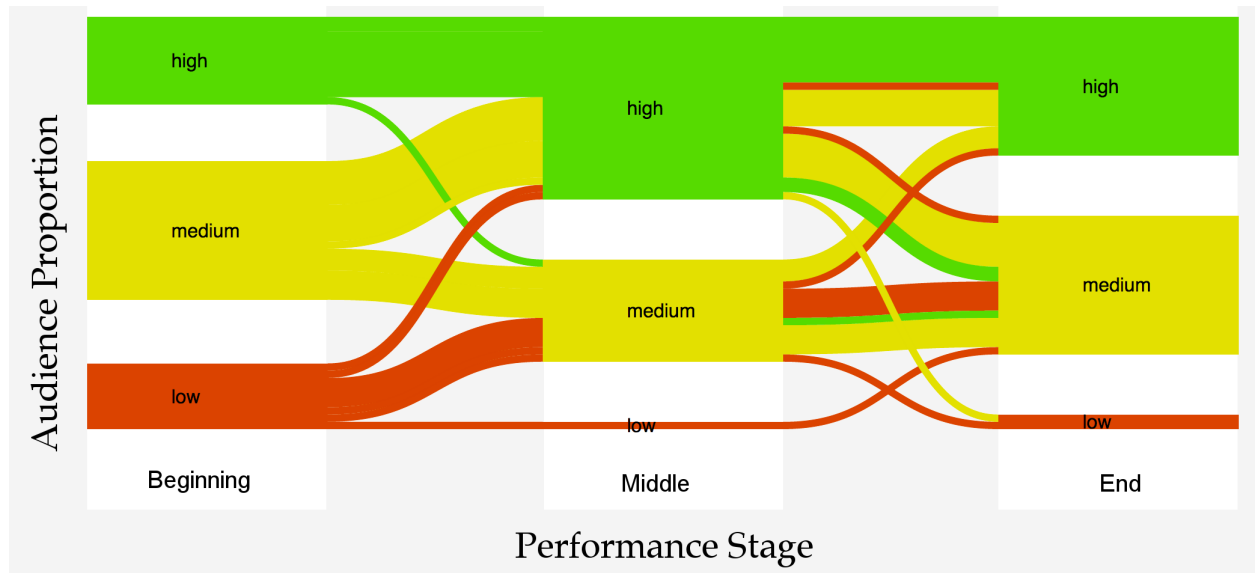 Audience Proportion
high
medium
low
high
medium
low
high
medium
low
Beginning
Middle
End
Performance Stage